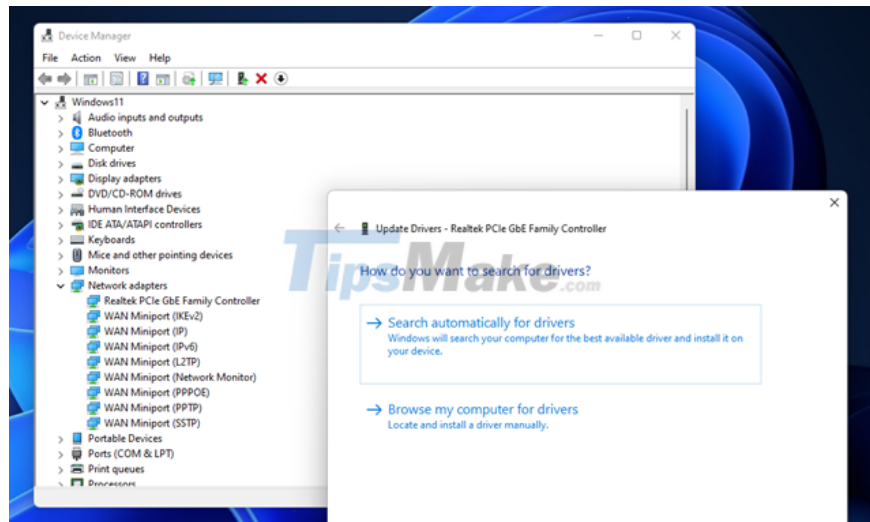 Device Manager
File Action View Help
Windows11
Audio inputs and outputs
Bluetooth
Computer
Disk drives
Display adapters
DVD/CD-ROM drives
Human Interface Devices
IDE ATA/ATAPI controllers
Keyboards
Mice and other pointing devices
Monitors
Network adapters
Realtek PCIe GbE Family Controller
WAN Miniport (IKEv2)
WAN Miniport (IP)
WAN Miniport (IPv6)
WAN Miniport (L2TP)
WAN Miniport (Network Monitor)
WAN Miniport (PPPOE)
WAN Miniport (PPTP)
WAN Miniport (SSTP)
Portable Devices
Ports (COM & LPT)
Print queues
Processors
Update Drivers - Realtek PCIe GbE Family Controller
How do you want to search for drivers?
TipsMake.com
Search automatically for drivers
Windows will search your computer for the best available driver and install it on
your device.
Browse my computer for drivers
Locate and install a driver manually.